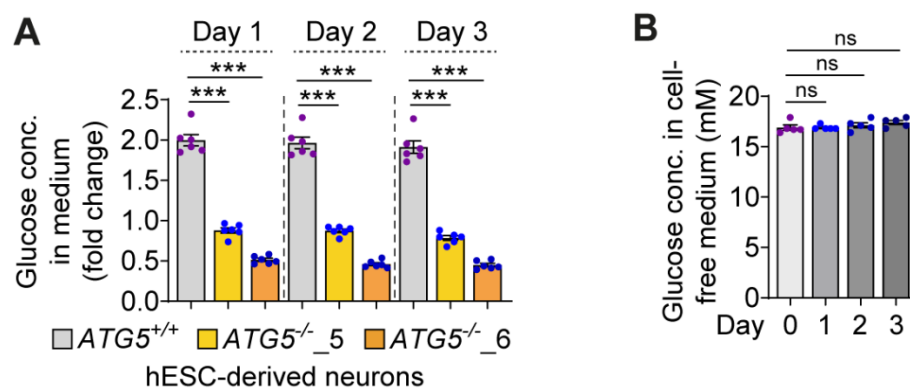 A
Day 1
Day 2
Day 3
***
***
***
***
***
***
Glucose conc.
in medium
(fold change)
2.5
2.0
1.5
1.0
0.5
0.0
ATG5+/+
ATG5-/-_5
ATG5-/-_6
hESC-derived neurons
B
ns
ns
ns
Glucose conc. in cell-
free medium (mM)
20
15
10
5
0
Day 0 1 2 3